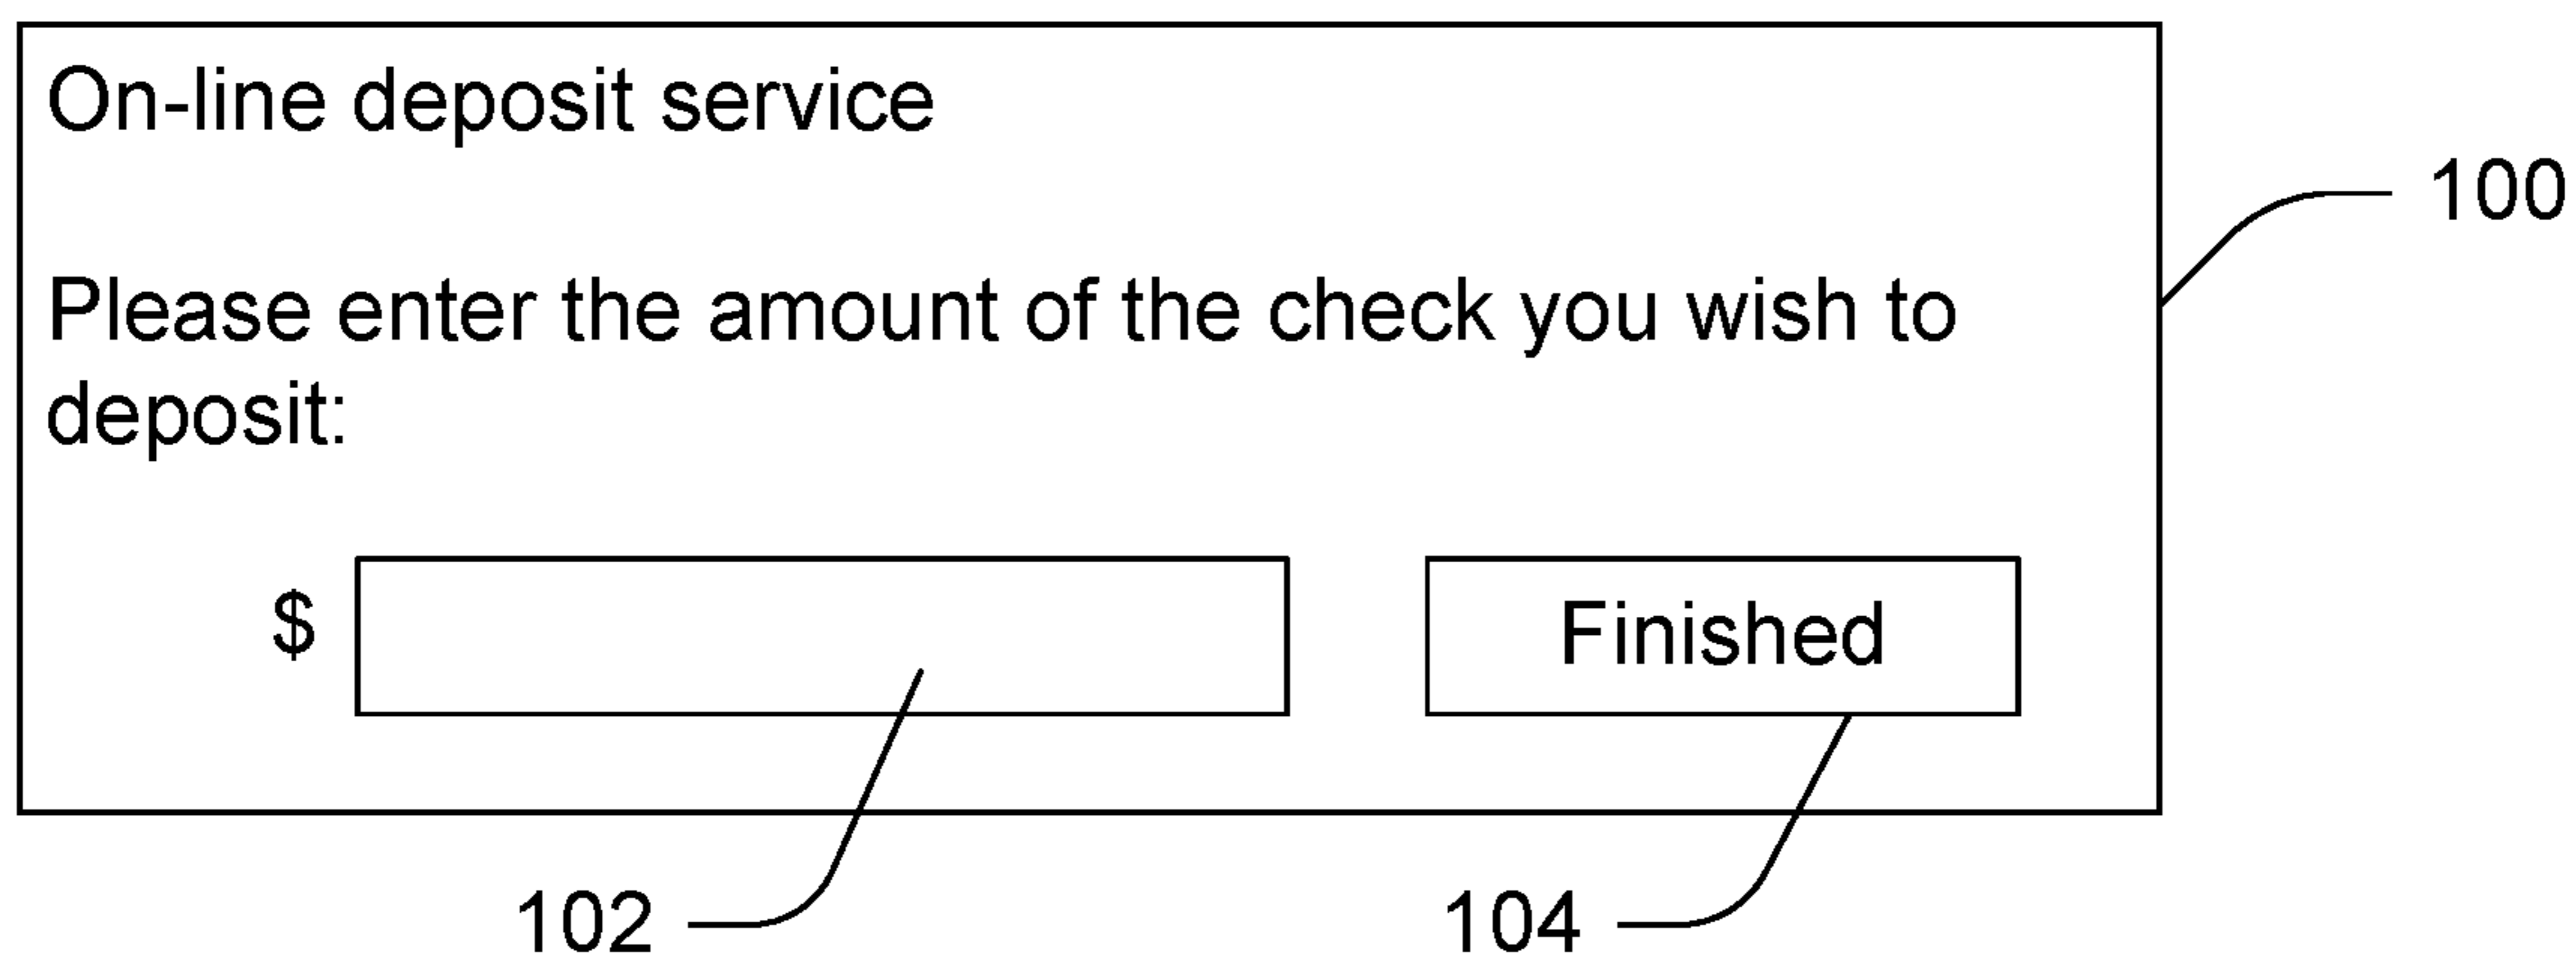 On-line deposit service
100
Please enter the amount of the check you wish to
deposit:
$
Finished
102
104